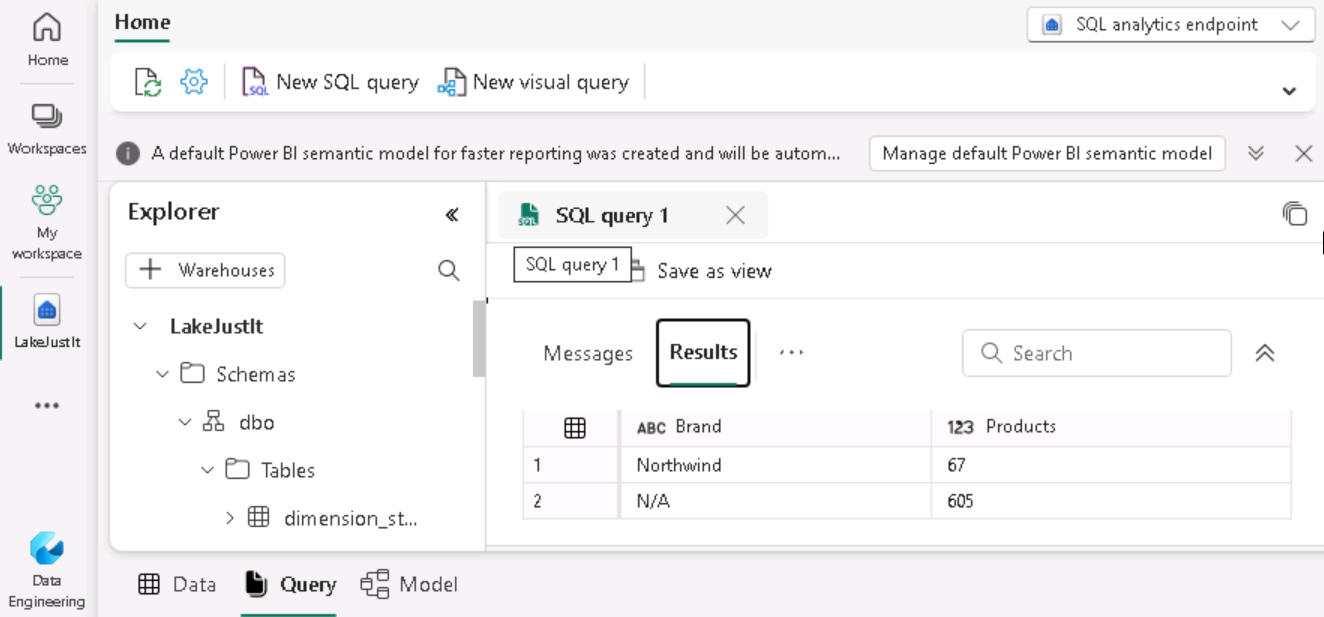 Home
Workspaces
My
workspace
LakeJustIt
Data
Engineering
Home
SQL analytics endpoint
New SQL query
New visual query
A default Power BI semantic model for faster reporting was created and will be autom...
Manage default Power BI semantic model
Explorer
Warehouses
LakeJustIt
Schemas
dbo
Tables
dimension_st...
SQL query 1
SQL query 1
Save as view
Messages
Results
Search
ABC Brand
123 Products
1 Northwind 67
2 N/A 605
Data
Query
Model